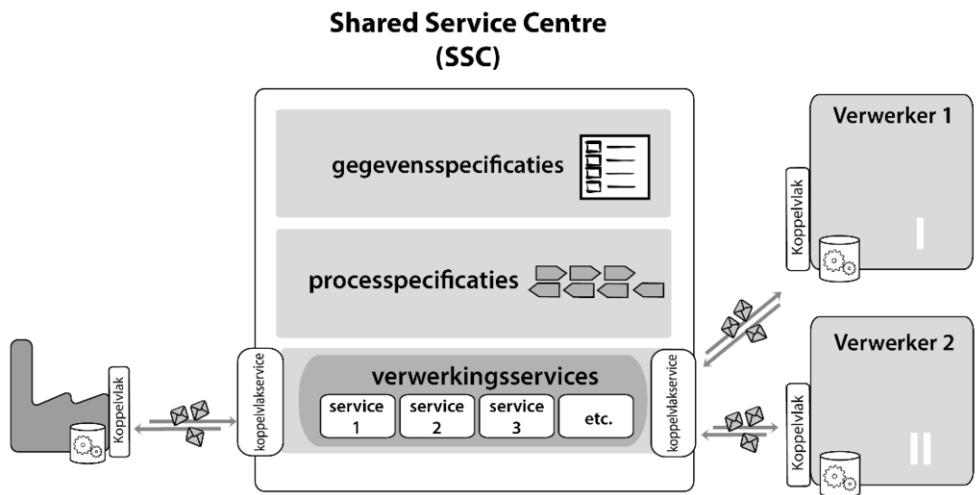 Shared Service Centre
(SSC)
gegevensspecificaties
processpecificaties
Koppelvlak
koppelvlakservice
verwerkingsservices
service
1
service
2
service
3
etc.
koppelvlakservice
Verwerker 1
Koppelvlak
I
Verwerker 2
Koppelvlak
II